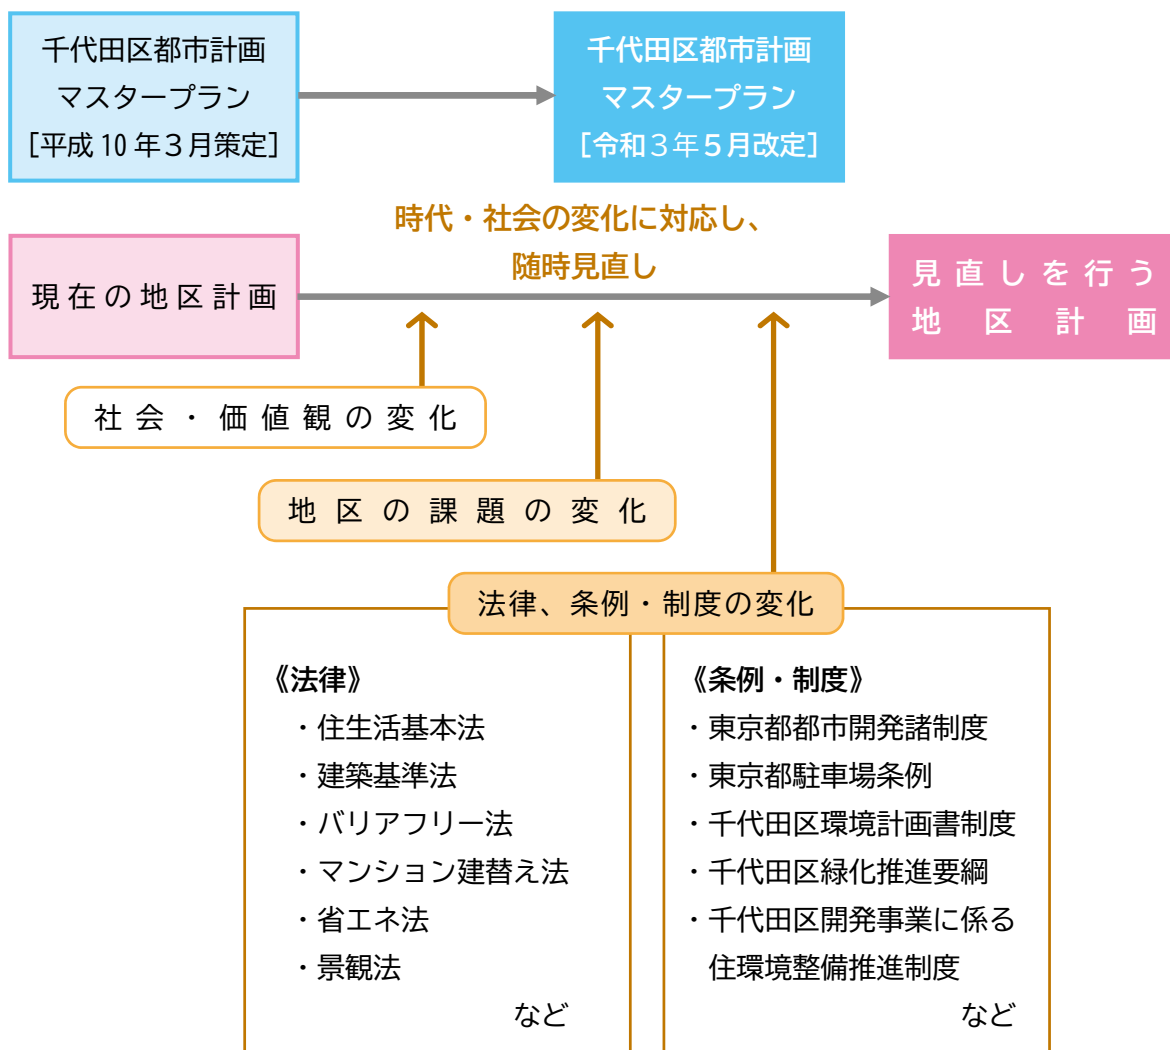 千代田区都市計画
マスタープラン
［平成10年３月策定］
千代田区都市計画
マスタープラン
［令和３年５月改定］
時代・社会の変化に対応し、
随時見直し
現在の地区計画
見直しを行う
地区計画
社会・価値観の変化
地区の課題の変化
法律、条例・制度の変化
《法律》
・住生活基本法
・建築基準法
・バリアフリー法
・マンション建替え法
・省エネ法
・景観法
など
《条例・制度》
・東京都都市開発諸制度
・東京都駐車場条例
・千代田区環境計画書制度
・千代田区緑化推進要綱
・千代田区開発事業に係る
住環境整備推進制度
など